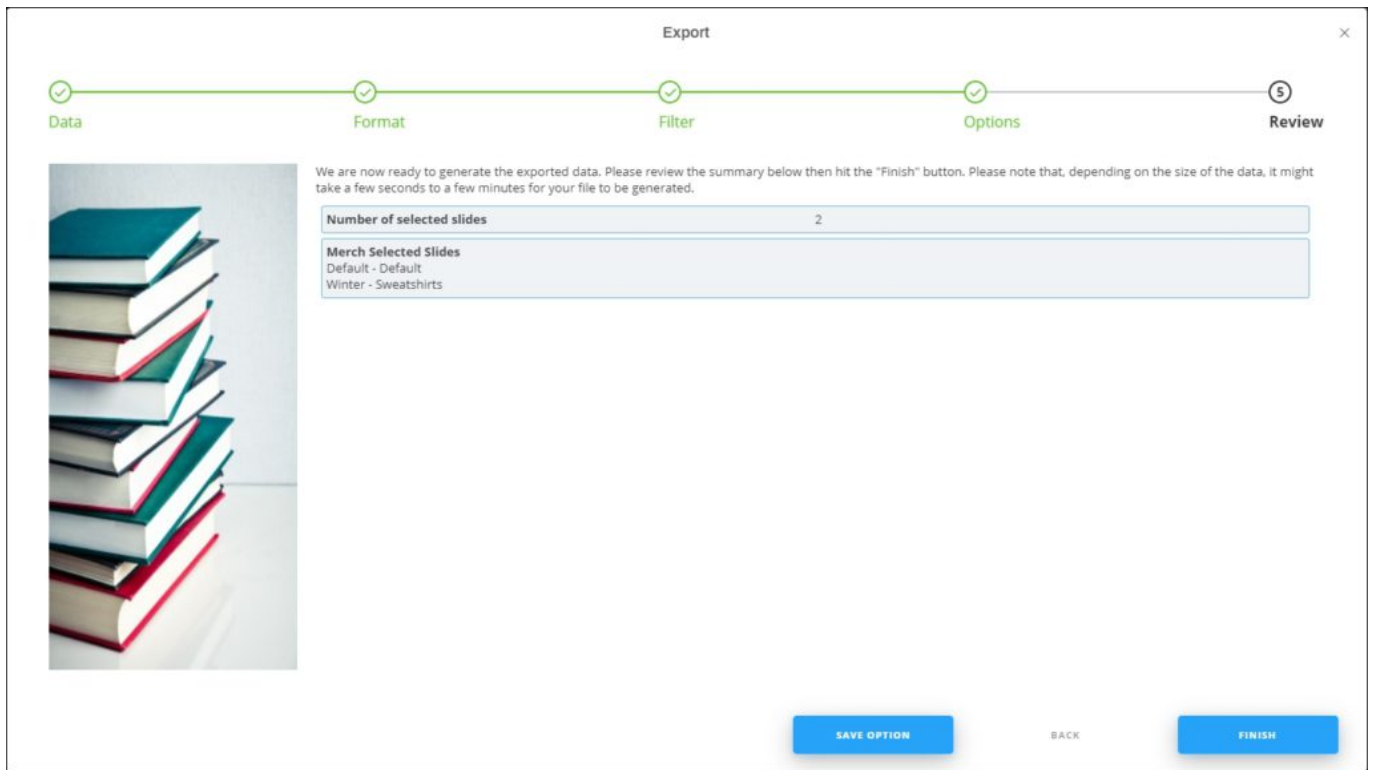 Export
Data
Format
Filter
Options
5
Review
We are now ready to generate the exported data. Please review the summary below then hit the "Finish" button. Please note that, depending on the size of the data, it might
take a few seconds to a few minutes for your file to be generated.
Number of selected slides 2
Merch Selected Slides
Default - Default
Winter - Sweatshirts
SAVE OPTION
BACK
FINISH